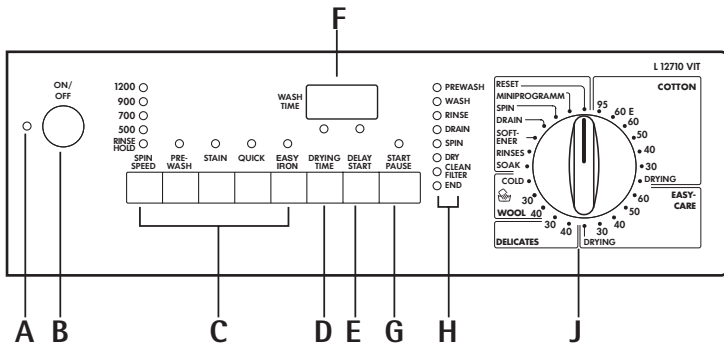 F
L 12710 VIT
ON/
OFF
1200
900
700
500
RINSE
HOLD
WASH
TIME
SPIN
SPEED
PRE-
WASH
STAIN
QUICK
EASY
IRON
DRYING
TIME
DELAY
START
START
PAUSE
PREWASH
WASH
RINSE
DRAIN
SPIN
DRY
CLEAN
FILTER
END
RESET
MINIPROGRAMM
SPIN
DRAIN
SOFT-
ENER
RINSES
SOAK
COLD
30
WOOL 40
30
40
DELICATES
COTTON
95
60 E
60
50
40
30
DRYING
EASY-
CARE
60
50
40
30
DRYING
A B C D E G H J